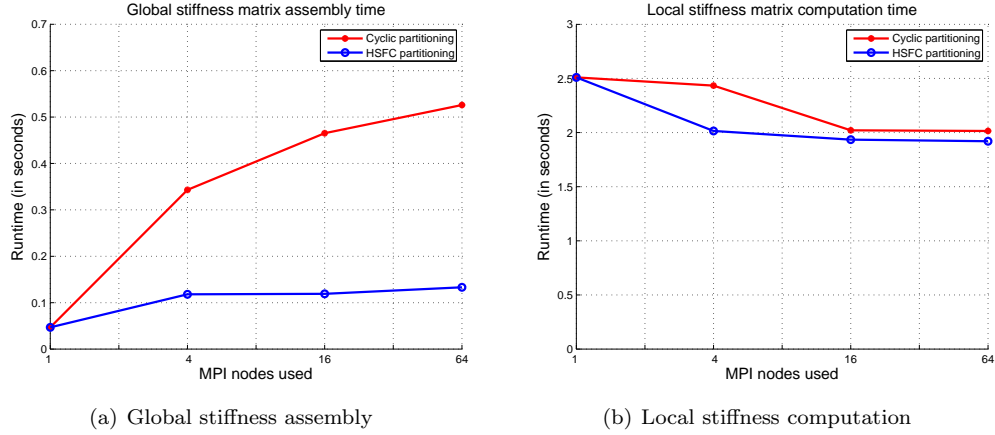 Global stiffness matrix assembly time
0.7
0.6
0.5
0.4
0.3
0.2
0.1
0
Runtime (in seconds)
Cyclic partitioning
HSFC partitioning
1
4
16
64
MPI nodes used
(a) Global stiffness assembly
Local stiffness matrix computation time
3
2.5
2
1.5
1
0.5
0
Runtime (in seconds)
Cyclic partitioning
HSFC partitioning
1
4
16
64
MPI nodes used
(b) Local stiffness computation